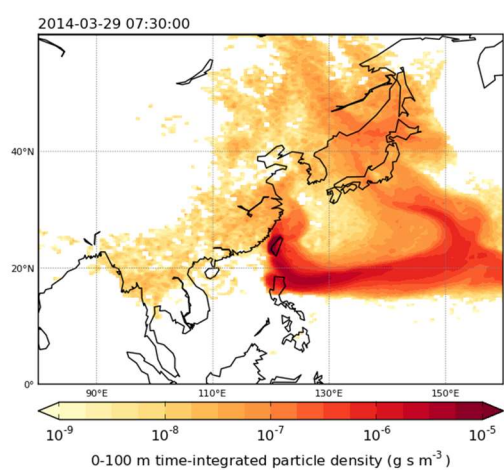 2014-03-29 07:30:00
40°N
20°N
0°
90°E
110°E
130°E
150°E
10⁻⁹
10⁻⁸
10⁻⁷
10⁻⁶
10⁻⁵
0-100 m time-integrated particle density (g s m⁻³)